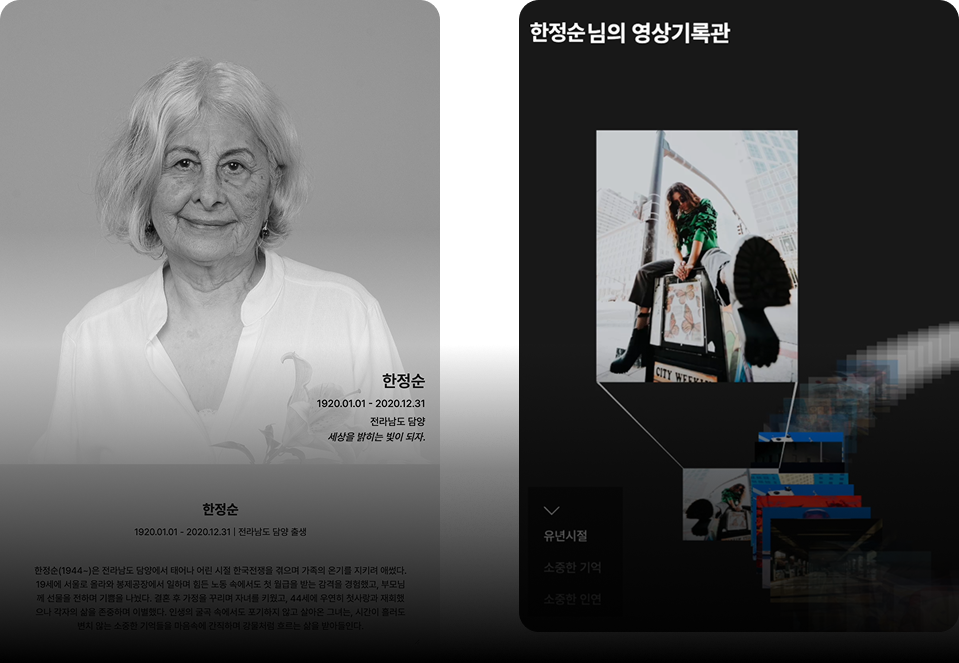 한정순
1920.01.01 - 2020.12.31
전라남도 담양
세상을 밝히는 빛이 되자.
한정순
1920.01.01 - 2020.12.31 | 전라남도 담양 출생
한정순(1944~)은 전라남도 담양에서 태어나 어린 시절 한국전쟁을 겪으며 가족의 온기를 지키려 애썼다.
19세에 서울로 올라와 봉제공장에서 일하며 힘든 노동 속에서도 첫 월급을 받는 감격을 경험했고, 부모님
께 선물을 전하며 기쁨을 나눴다. 결혼 후 가정을 꾸리며 자녀를 키웠고, 44세에 우연히 첫사랑과 재회했
으나 각자의 삶을 존중하며 이별했다. 인생의 굴곡 속에서도 포기하지 않고 살아온 그녀는, 시간이 흘러도
변치 않는 소중한 기억들을 마음속에 간직하며 강물처럼 흐르는 삶을 받아들인다.
한정순님의 영상기록관
CITY WEEK
유년시절
소중한 기억
소중한 인연